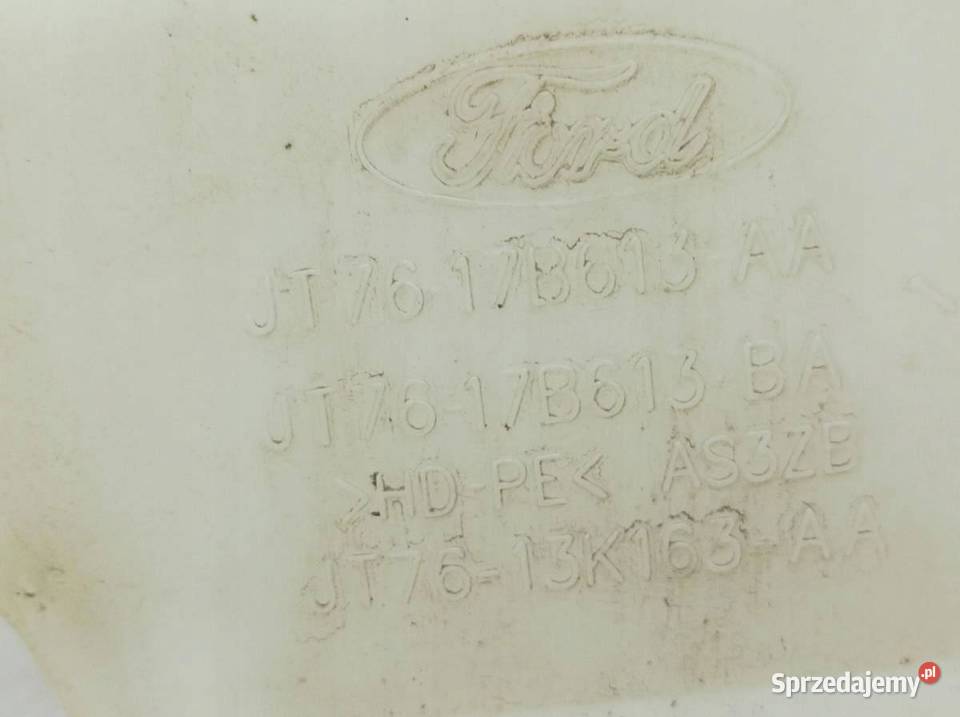 Ford
JT76-17B613-AA
JT76-17B613-BA
>HD-PE< AS3ZB
JT76-13K163-AA
Sprzedajemy.pl